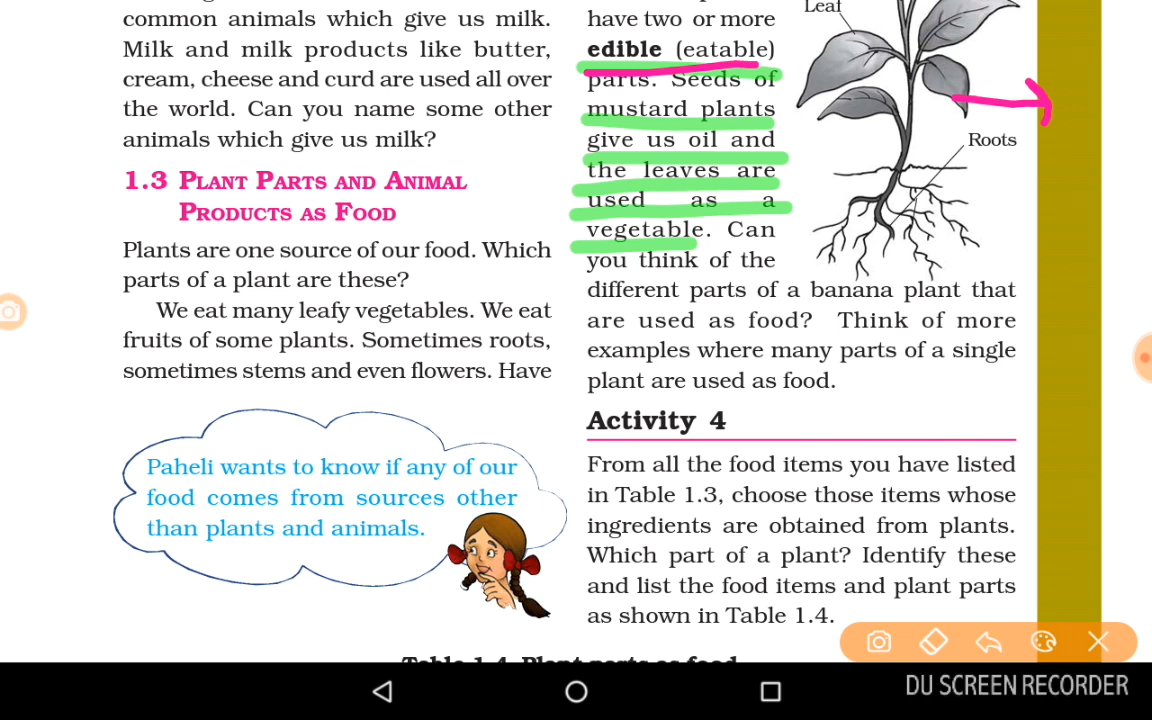 common animals which give us milk.
Milk and milk products like butter,
cream, cheese and curd are used all over
the world. Can you name some other
animals which give us milk?
1.3 PLANT PARTS AND ANIMAL
PRODUCTS AS FOOD
Plants are one source of our food. Which
parts of a plant are these?
We eat many leafy vegetables. We eat
fruits of some plants. Sometimes roots,
sometimes stems and even flowers. Have
Paheli wants to know if any of our
food comes from sources other
than plants and animals.
have two or more
edible (eatable)
parts. Seeds of
mustard plants
give us oil and
the leaves are
used as a
vegetable. Can
you think of the
different parts of a banana plant that
are used as food? Think of more
examples where many parts of a single
plant are used as food.
Leaf
Roots
Activity 4
From all the food items you have listed
in Table 1.3, choose those items whose
ingredients are obtained from plants.
Which part of a plant? Identify these
and list the food items and plant parts
as shown in Table 1.4.
Table 1.4 Plant parts as food
DU SCREEN RECORDER